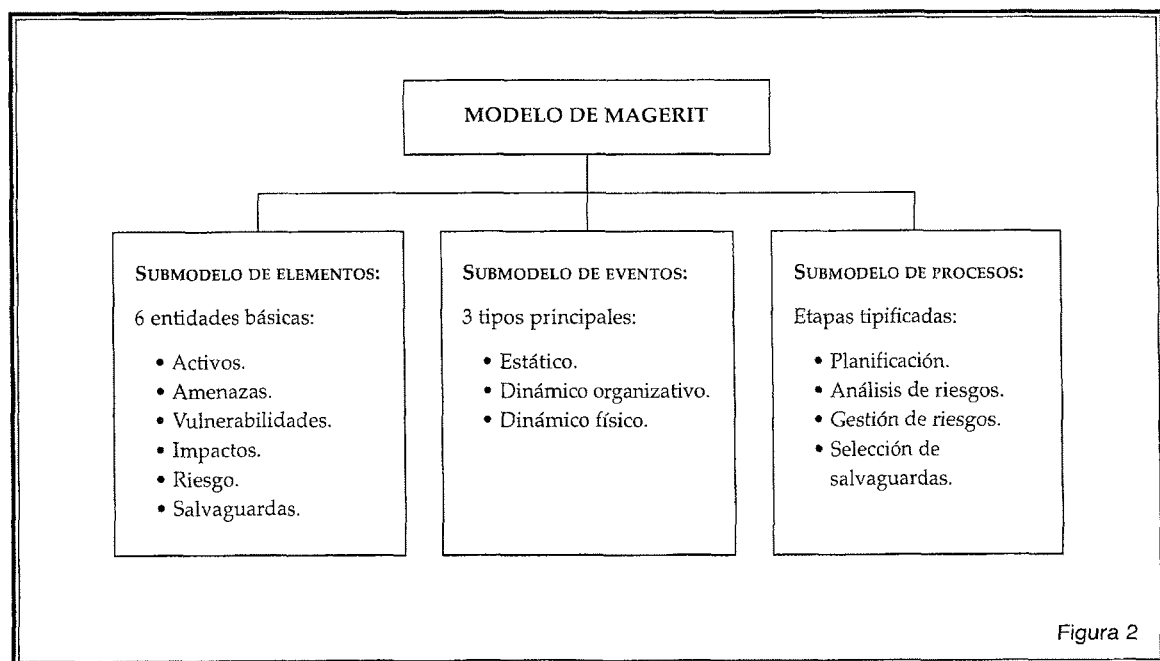 MODELO DE MAGERIT
SUBMODELO DE ELEMENTOS:
6 entidades básicas:
• Activos.
• Amenazas.
• Vulnerabilidades.
• Impactos.
• Riesgo.
• Salvaguardas.
SUBMODELO DE EVENTOS:
3 tipos principales:
• Estático.
• Dinámico organizativo.
• Dinámico físico.
SUBMODELO DE PROCESOS:
Etapas tipificadas:
• Planificación.
• Análisis de riesgos.
• Gestión de riesgos.
• Selección de
salvaguardas.
Figura 2